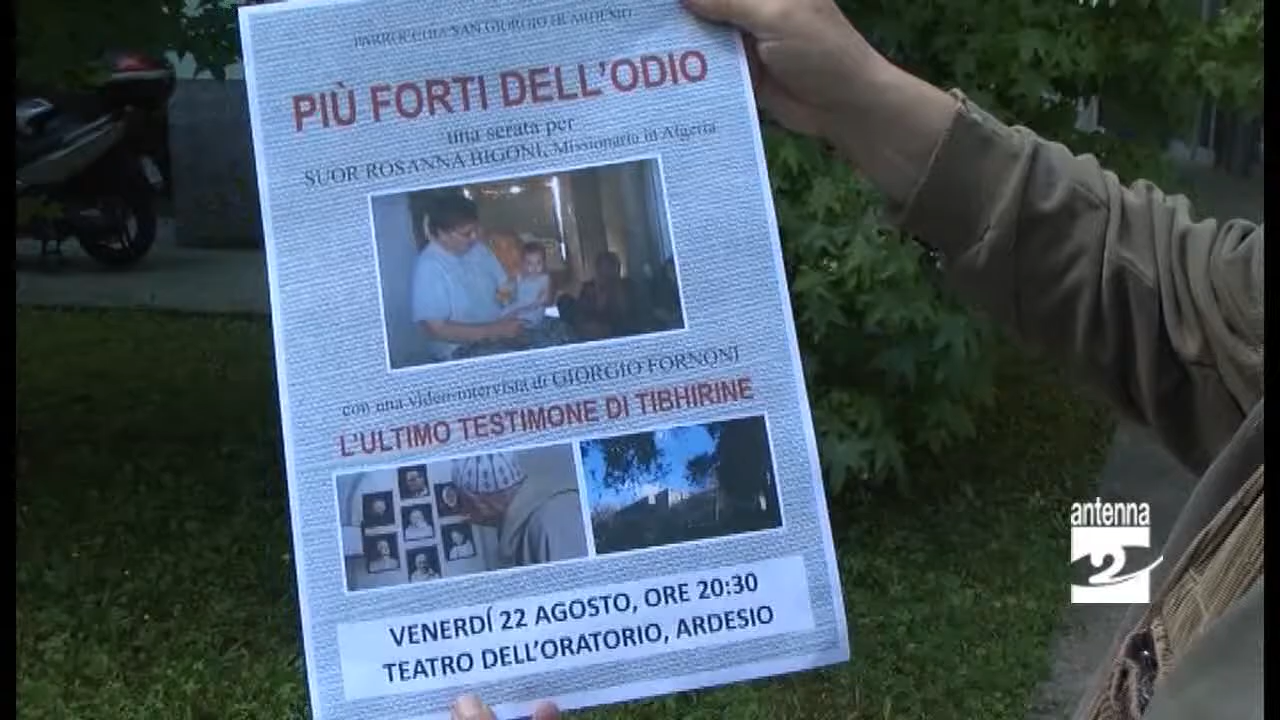 PARROCCHIA SAN GIORGIO IN ARDESIO
PIÙ FORTI DELL'ODIO
una serata per
SUOR ROSANNA BIGONI, Missionaria in Algeria
con una video-intervista di GIORGIO FORNONI
L'ULTIMO TESTIMONE DI TIBHIRINE
VENERDÍ 22 AGOSTO, ORE 20:30
TEATRO DELL'ORATORIO, ARDESIO
antenna
2